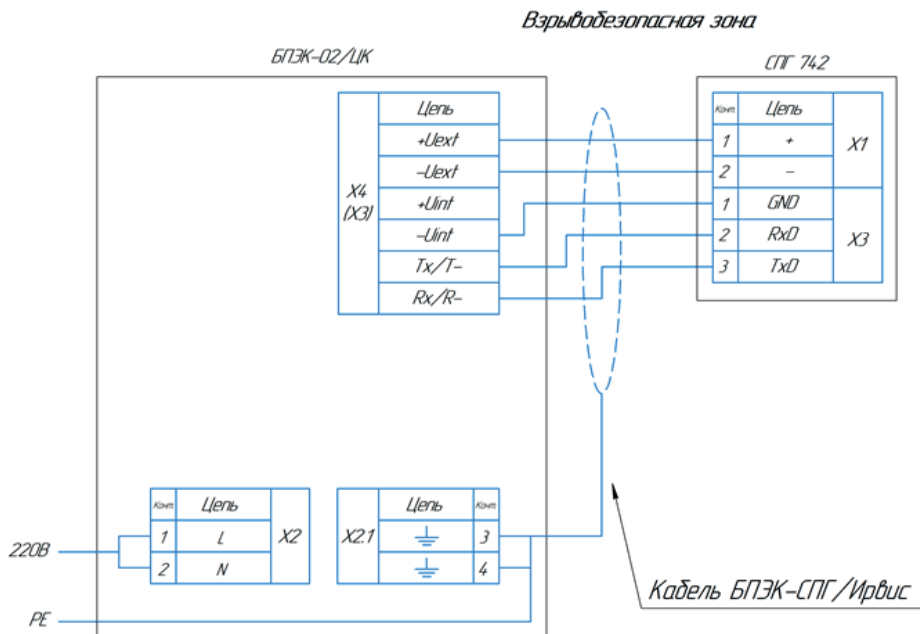 Взрывобезопасная зона
БПЭК-02/ЦК
СПГ 742
X4
(X3)
Цепь
+Uext
-Uext
+Uint
-Uint
Tx/T-
Rx/R-
Конт. Цепь
1 + X1
2 -
1 GND
2 RxD X3
3 TxD
Конт. Цепь
1 L X2
2 N
Цепь Конт.
X2.1 3
4
220В
PE
Кабель БПЭК-СПГ/Ирвис